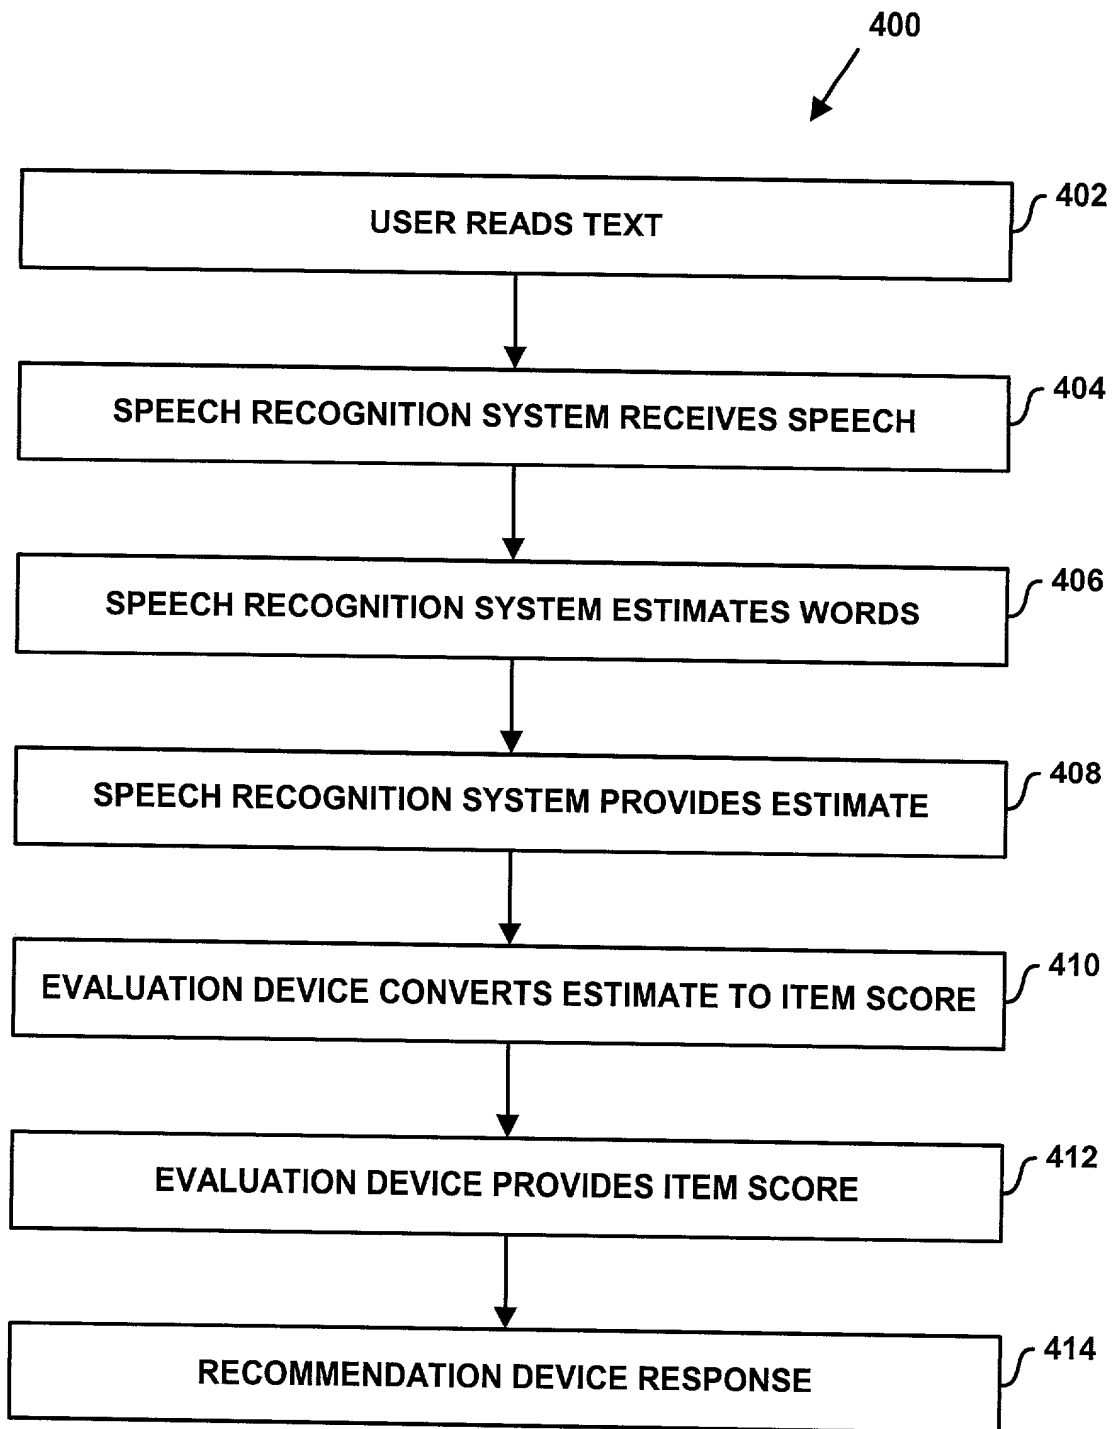 400
USER READS TEXT
402
SPEECH RECOGNITION SYSTEM RECEIVES SPEECH
404
SPEECH RECOGNITION SYSTEM ESTIMATES WORDS
406
SPEECH RECOGNITION SYSTEM PROVIDES ESTIMATE
408
EVALUATION DEVICE CONVERTS ESTIMATE TO ITEM SCORE
410
EVALUATION DEVICE PROVIDES ITEM SCORE
412
RECOMMENDATION DEVICE RESPONSE
414